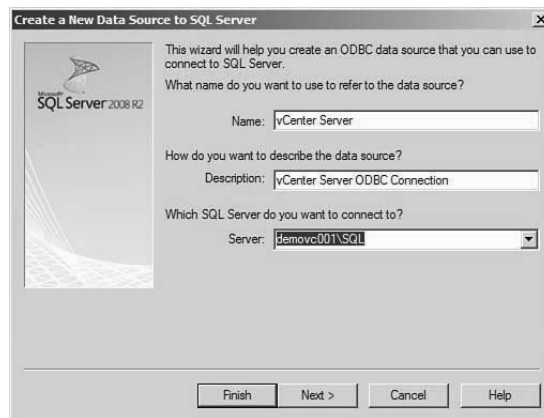 Create a New Data Source to SQL Server
Microsoft
SQL Server 2008 R2
This wizard will help you create an ODBC data source that you can use to
connect to SQL Server.
What name do you want to use to refer to the data source?
Name: vCenter Server
How do you want to describe the data source?
Description: vCenter Server ODBC Connection
Which SQL Server do you want to connect to?
Server: demovc001\SQL
Finish
Next >
Cancel
Help